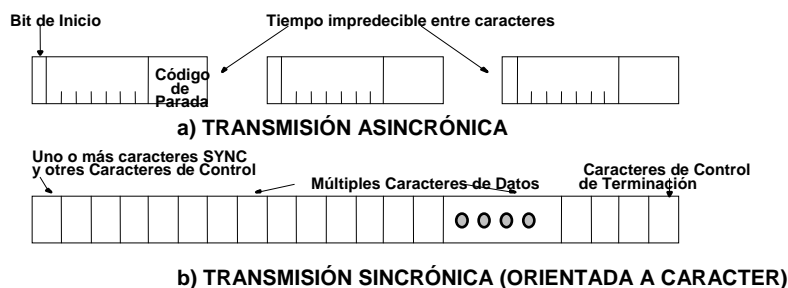 Bit de Inicio
Tiempo impredecible entre caracteres
Código
de
Parada
a) TRANSMISIÓN ASINCRÓNICA
Uno o más caracteres SYNC
y otres Caracteres de Control
Múltiples Caracteres de Datos
Caracteres de Control
de Terminación
b) TRANSMISIÓN SINCRÓNICA (ORIENTADA A CARACTER)